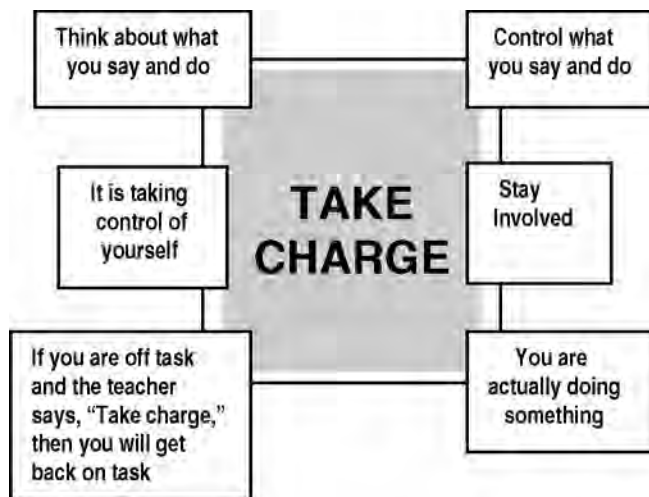 Think about what
you say and do
Control what
you say and do
It is taking
control of
yourself
TAKE
CHARGE
Stay
Involved
If you are off task
and the teacher
says, “Take charge,”
then you will get
back on task
You are
actually doing
something